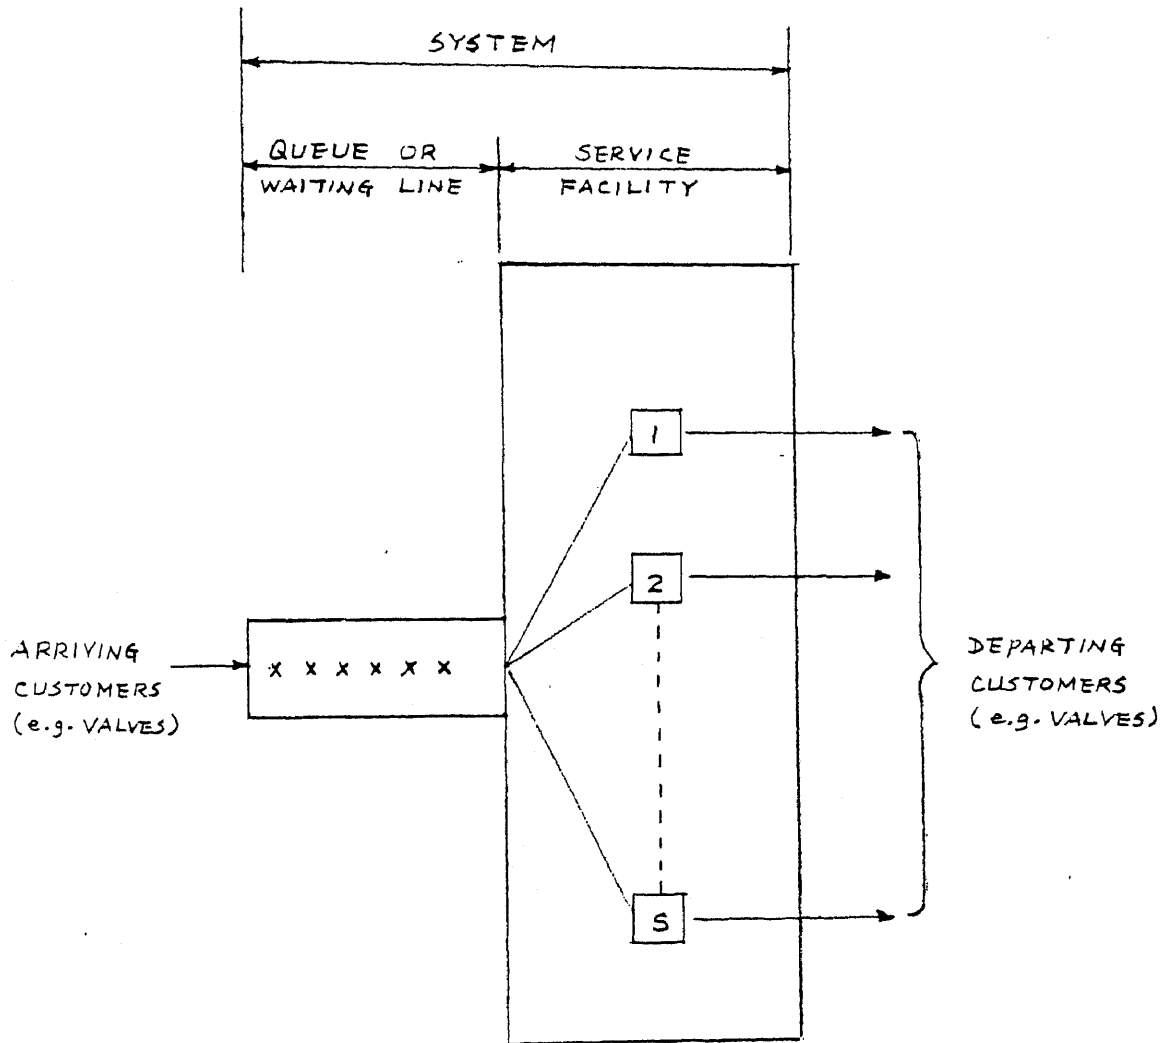 SYSTEM
QUEUE OR
WAITING LINE
SERVICE
FACILITY
1
2
ARRIVING
CUSTOMERS
(e.g. VALVES)
x x x x x x
DEPARTING
CUSTOMERS
(e.g. VALVES)
S